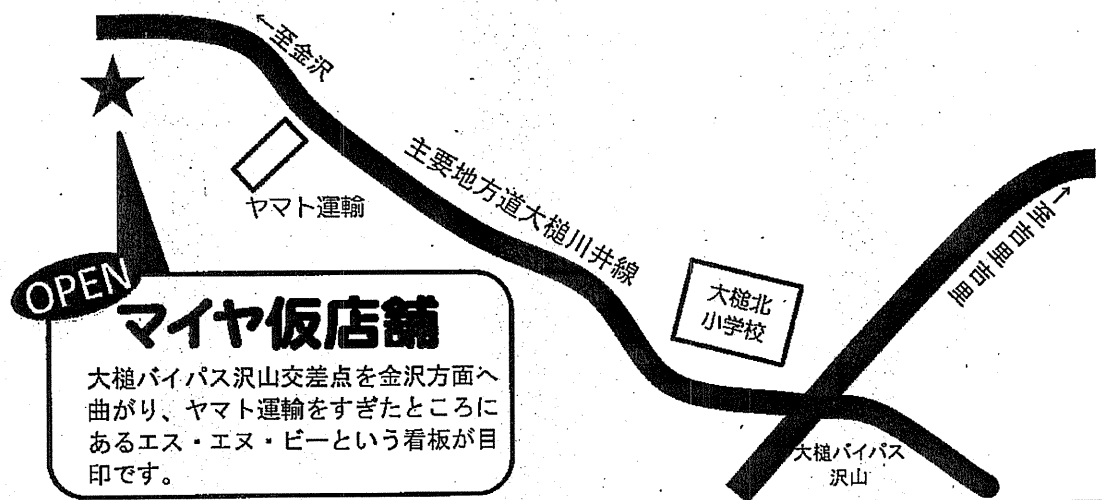 ←至金沢
主要地方道大槌川井線
ヤマト運輸
←至吉里吉里
大槌北
小学校
OPEN
マイヤ仮店舗
大槌バイパス沢山交差点を金沢方面へ
曲がり、ヤマト運輸をすぎたところに
あるエス・エヌ・ビーという看板が目
印です。
大槌バイパス
沢山